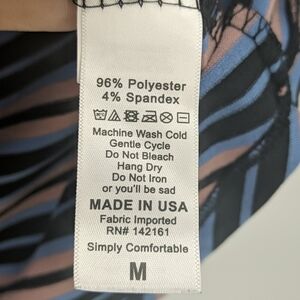 96% Polyester
4% Spandex
Machine Wash Cold
Gentle Cycle
Do Not Bleach
Hang Dry
Do Not Iron
or you'll be sad
MADE IN USA
Fabric Imported
RN# 142161
Simply Comfortable
M